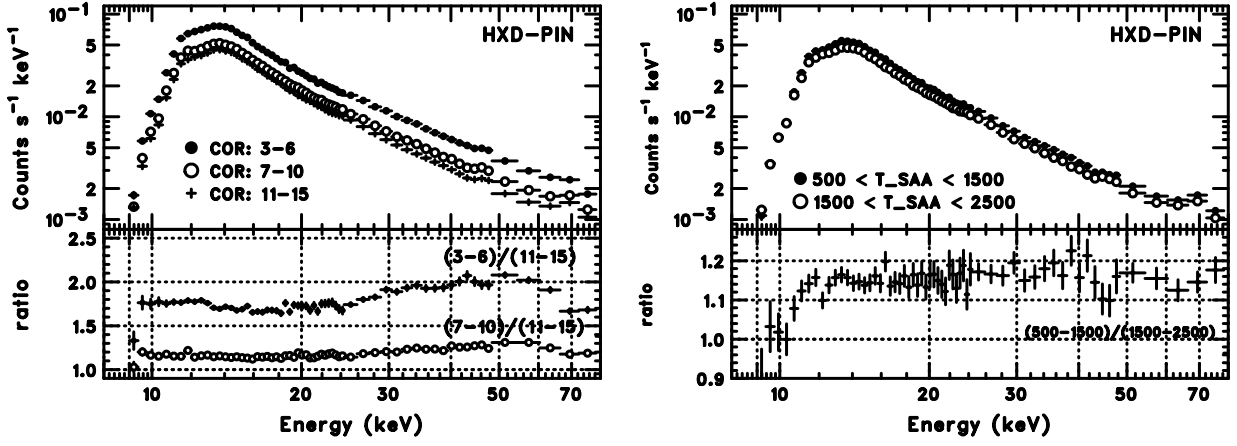 HXD-PIN
Counts s⁻¹ keV⁻¹
10⁻¹
5
2
10⁻²
5
2
10⁻³
COR: 3-6
COR: 7-10
COR: 11-15
ratio
2.5
2.0
1.5
1.0
(3-6)/(11-15)
(7-10)/(11-15)
10 20 30 50 70
Energy (keV)
HXD-PIN
Counts s⁻¹ keV⁻¹
10⁻¹
5
2
10⁻²
5
2
10⁻³
500 < T_SAA < 1500
1500 < T_SAA < 2500
ratio
1.2
1.1
1.0
0.9
(500-1500)/(1500-2500)
10 20 30 50 70
Energy (keV)